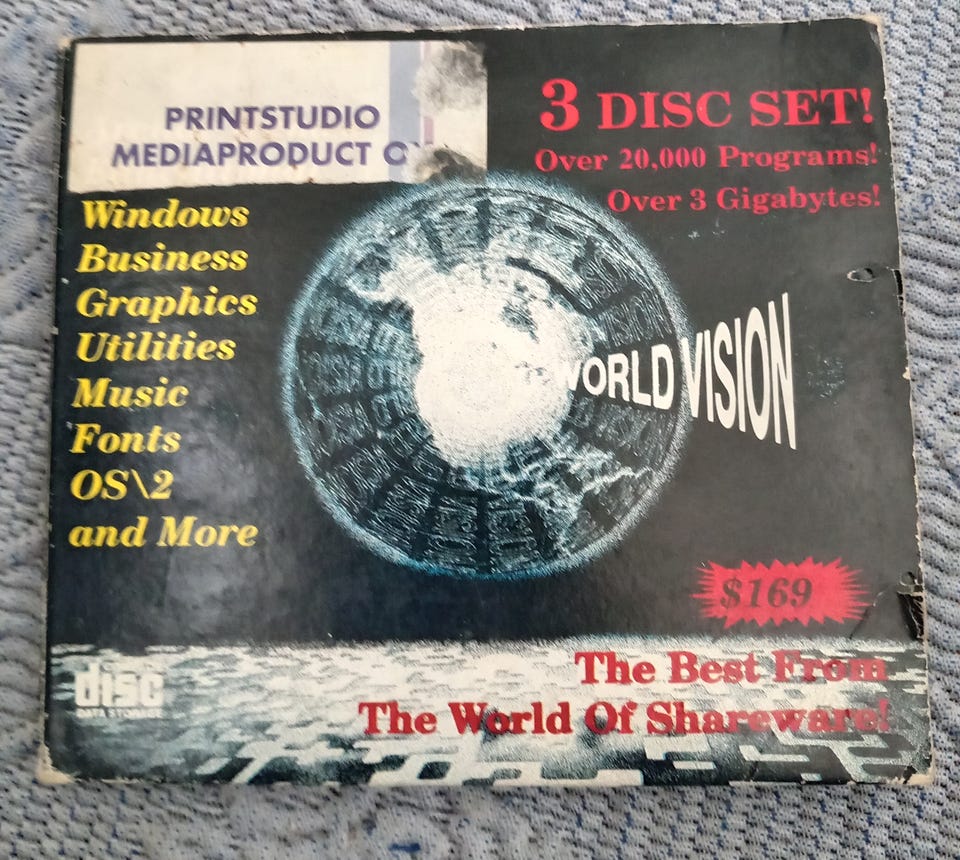 PRINTSTUDIO
MEDIAPRODUCT
3 DISC SET!
Over 20,000 Programs!
Over 3 Gigabytes!
Windows
Business
Graphics
Utilities
Music
Fonts
OS\2
and More
WORLD VISION
$169
The Best From
The World Of Shareware!
disc